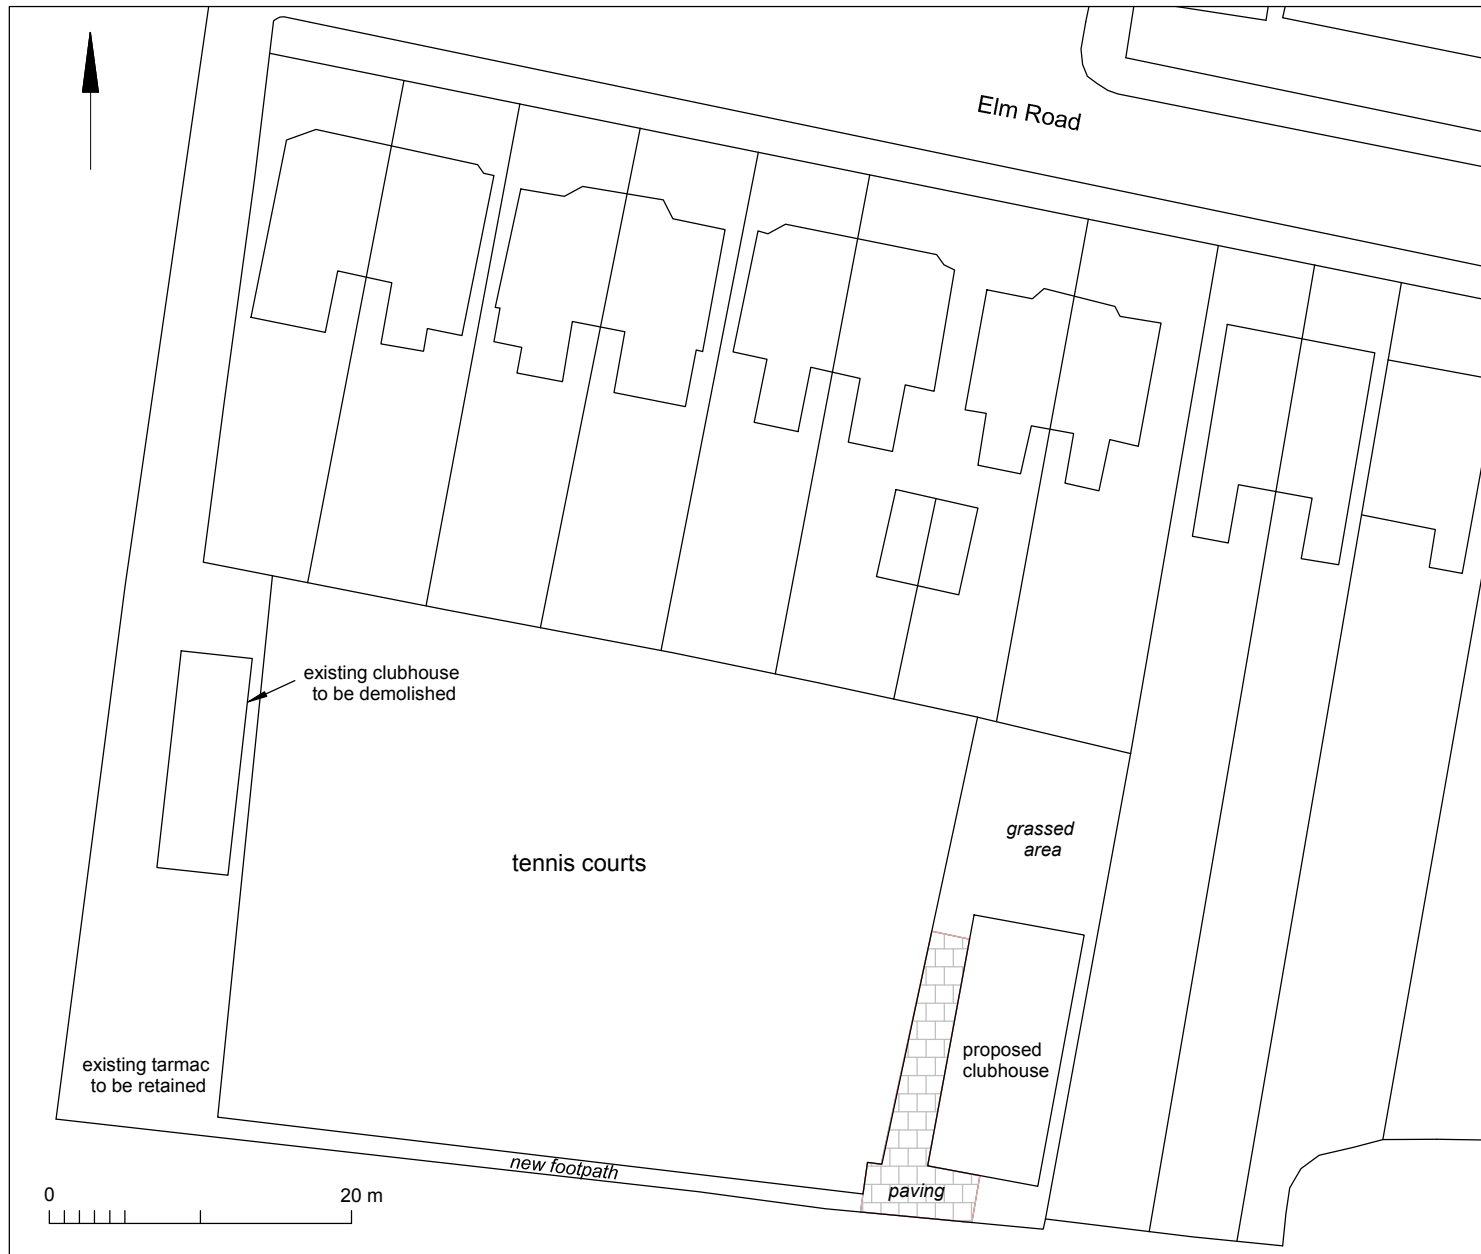 Elm Road
existing clubhouse
to be demolished
grassed
area
tennis courts
proposed
clubhouse
existing tarmac
to be retained
new footpath
paving
0
20 m